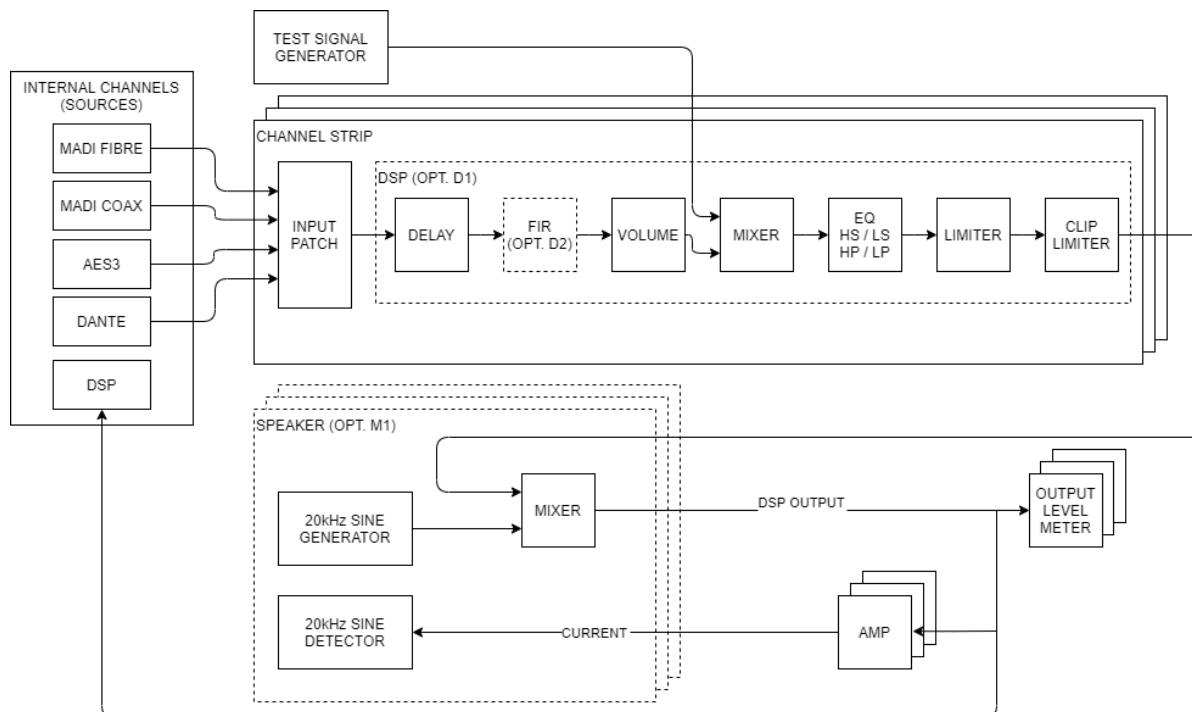 TEST SIGNAL
GENERATOR
INTERNAL CHANNELS
(SOURCES)
MADI FIBRE
MADI COAX
AES3
DANTE
DSP
CHANNEL STRIP
INPUT
PATCH
DSP (OPT. D1)
DELAY
FIR
(OPT. D2)
VOLUME
MIXER
EQ
HS / LS
HP / LP
LIMITER
CLIP
LIMITER
SPEAKER (OPT. M1)
20kHz SINE
GENERATOR
MIXER
DSP OUTPUT
OUTPUT
LEVEL
METER
20kHz SINE
DETECTOR
CURRENT
AMP